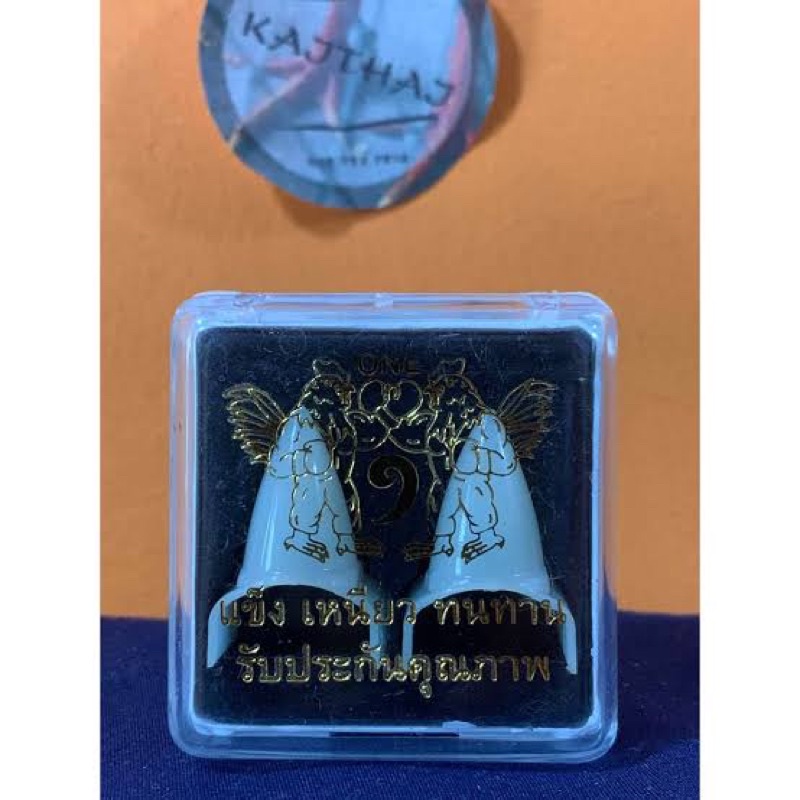 KAJTHAJ
ONE
๑
แข็ง เหนียว ทนทาน
รับประกันคุณภาพ